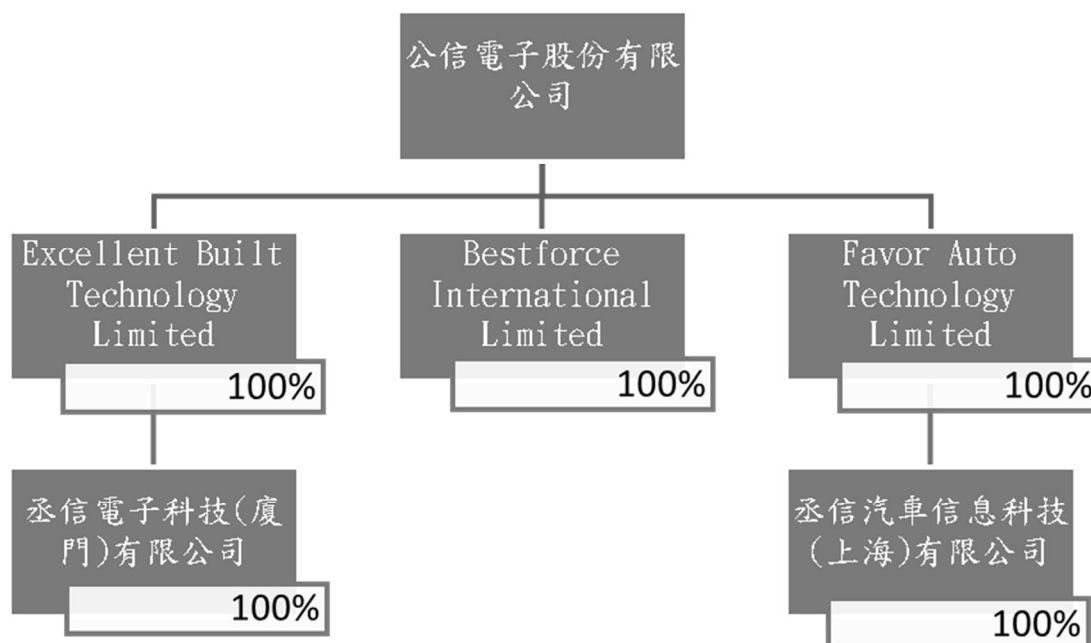 公信電子股份有限
公司
Excellent Built
Technology
Limited
100%
Bestforce
International
Limited
100%
Favor Auto
Technology
Limited
100%
丞信電子科技(廈
門)有限公司
100%
丞信汽車信息科技
(上海)有限公司
100%